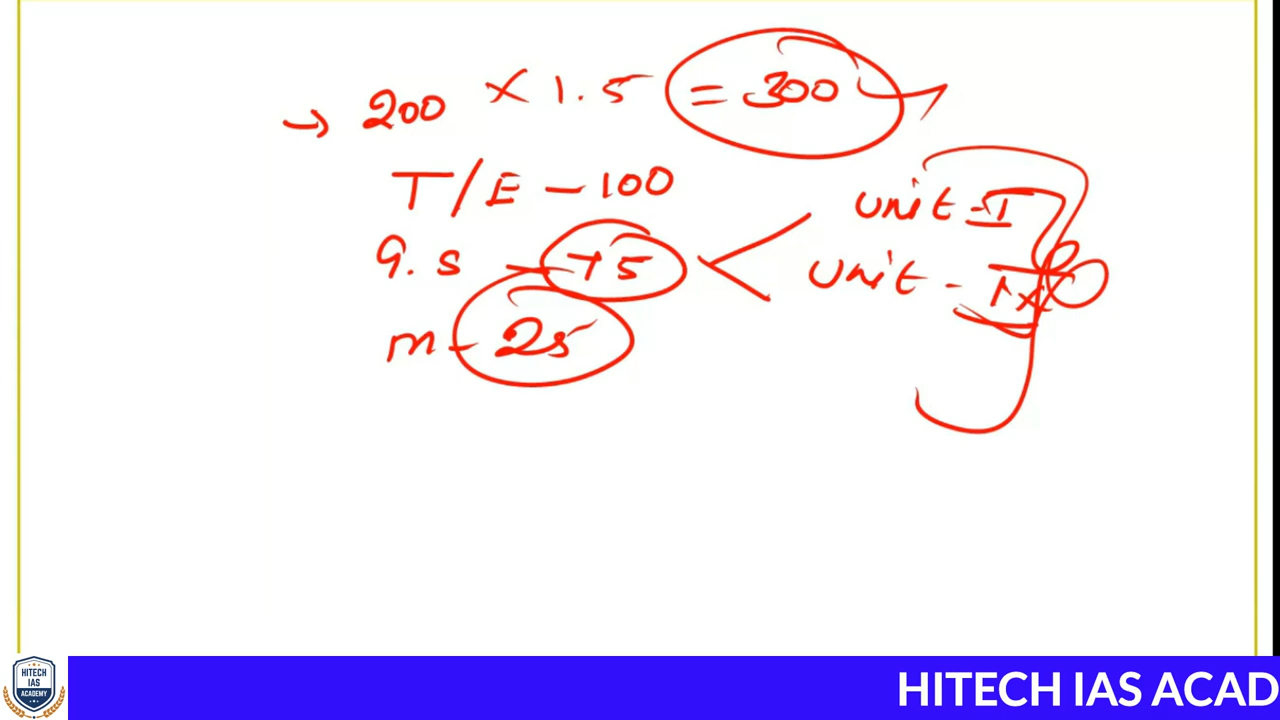 → 200 × 1.5 = 300
T/E - 100
G.S - 75
m - 25
Unit - I
Unit - IX
HITECH IAS ACADEMY
HITECH IAS ACAD